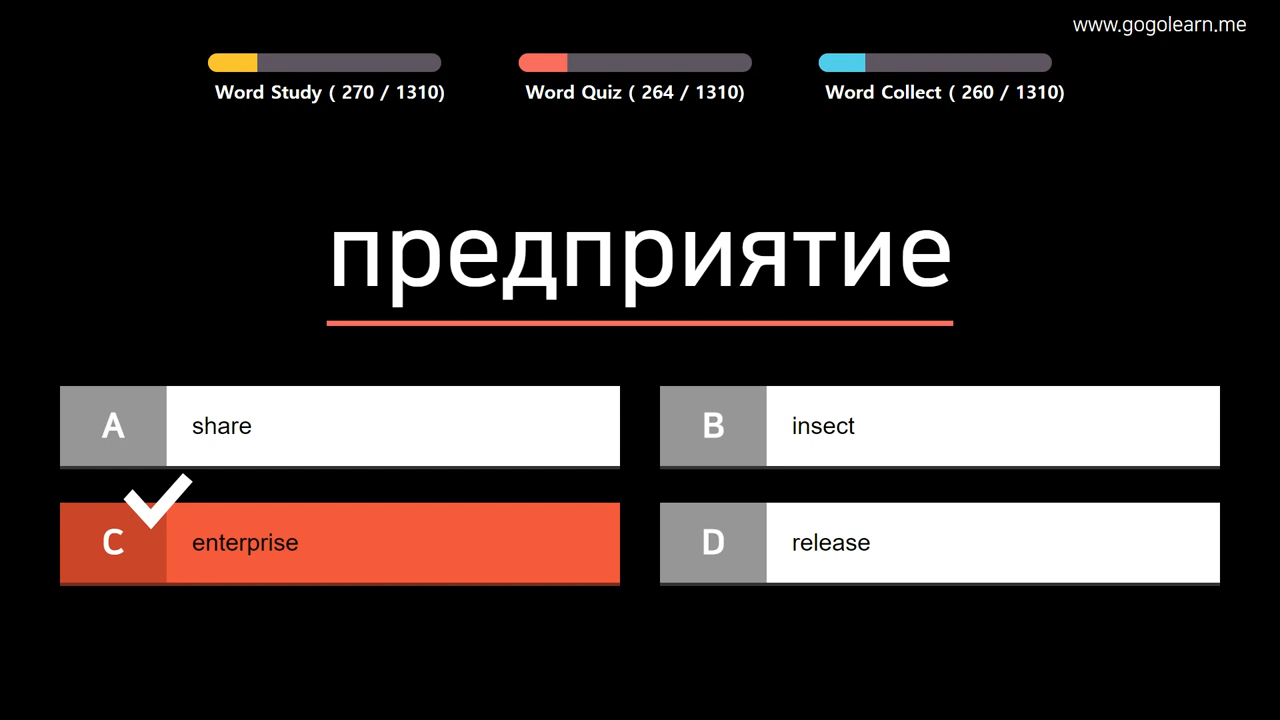 www.gogolearn.me
Word Study ( 270 / 1310)
Word Quiz ( 264 / 1310)
Word Collect ( 260 / 1310)
предприятие
A share
B insect
C enterprise
D release